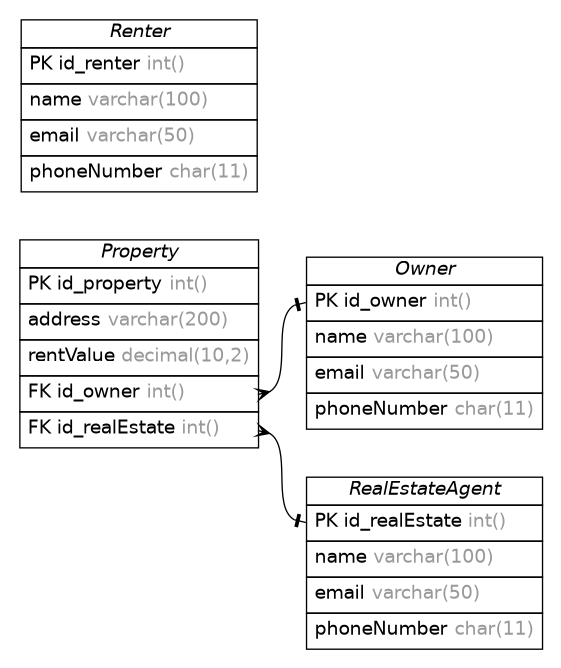 Renter
PK id_renter int()
name varchar(100)
email varchar(50)
phoneNumber char(11)
Property
PK id_property int()
address varchar(200)
rentValue decimal(10,2)
FK id_owner int()
FK id_realEstate int()
Owner
PK id_owner int()
name varchar(100)
email varchar(50)
phoneNumber char(11)
RealEstateAgent
PK id_realEstate int()
name varchar(100)
email varchar(50)
phoneNumber char(11)